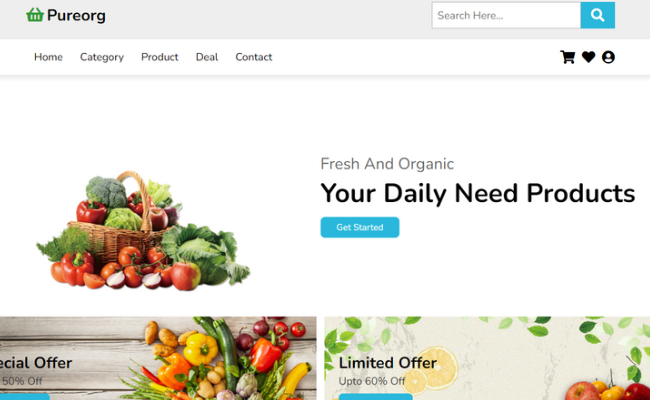 Pureorg
Search Here...
Home Category Product Deal Contact
Fresh And Organic
Your Daily Need Products
Get Started
Offer
50% Off
Limited Offer
Upto 60% Off